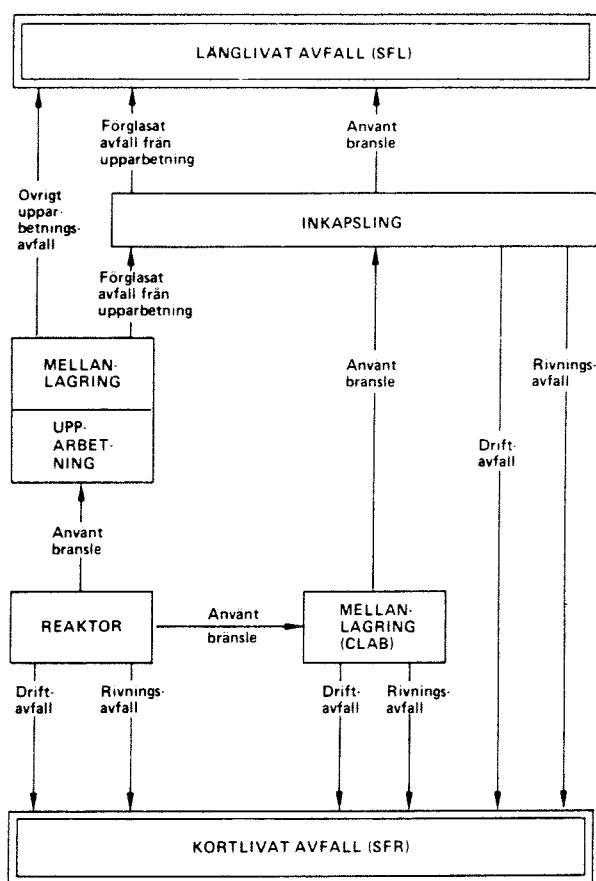 LÅNGLIVAT AVFALL (SFL)
Förglasat
avfall från
upparbetning
Använt
bränsle
Övrigt
uppar-
betnings-
avfall
INKAPSLING
Förglasat
avfall från
upparbetning
MELLAN-
LAGRING
UPP-
ARBET-
NING
Använt
bränsle
Rivnings-
avfall
Drift-
avfall
Använt
bränsle
REAKTOR
Använt
bränsle
MELLAN-
LAGRING
(CLAB)
Drift-
avfall
Rivnings-
avfall
Drift-
avfall
Rivnings-
avfall
KORTLIVAT AVFALL (SFR)